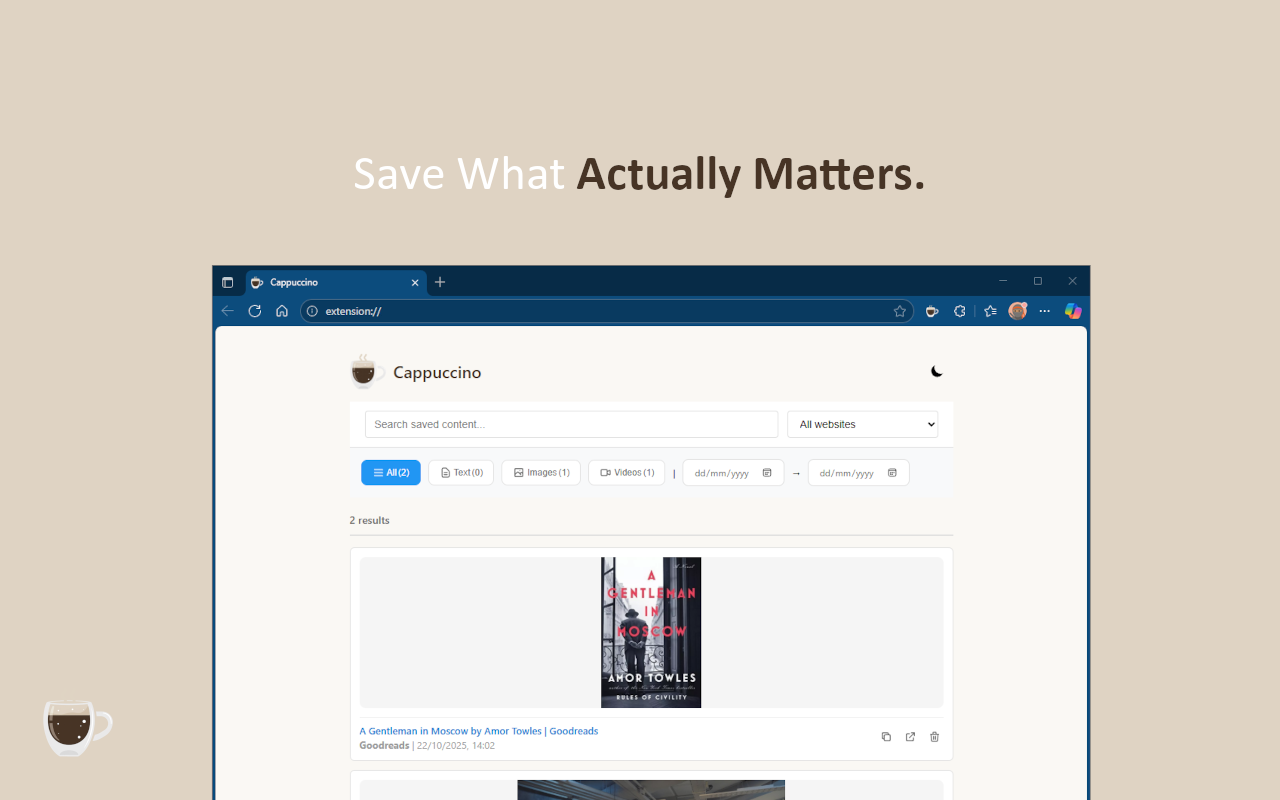 Save What Actually Matters.
Cappuccino
extension://
Cappuccino
Search saved content...
All websites
All (2)
Text (0)
Images (1)
Videos (1)
|
dd/mm/yyyy
→
dd/mm/yyyy
2 results
A Novel
A
GENTLEMAN
IN
MOSCOW
AMOR TOWLES
author of the New York Times Bestseller
RULES OF CIVILITY
A Gentleman in Moscow by Amor Towles | Goodreads
Goodreads | 22/10/2025, 14:02